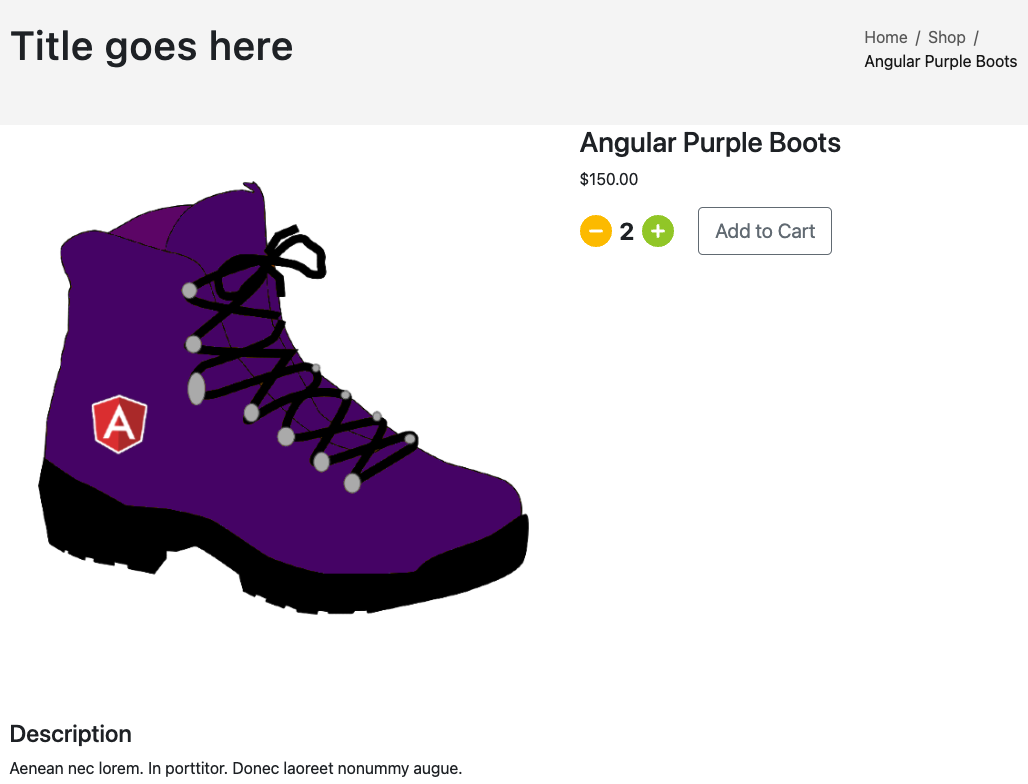 Title goes here
Home / Shop /
Angular Purple Boots
Angular Purple Boots
$150.00
2
Add to Cart
A
Description
Aenean nec lorem. In porttitor. Donec laoreet nonummy augue.